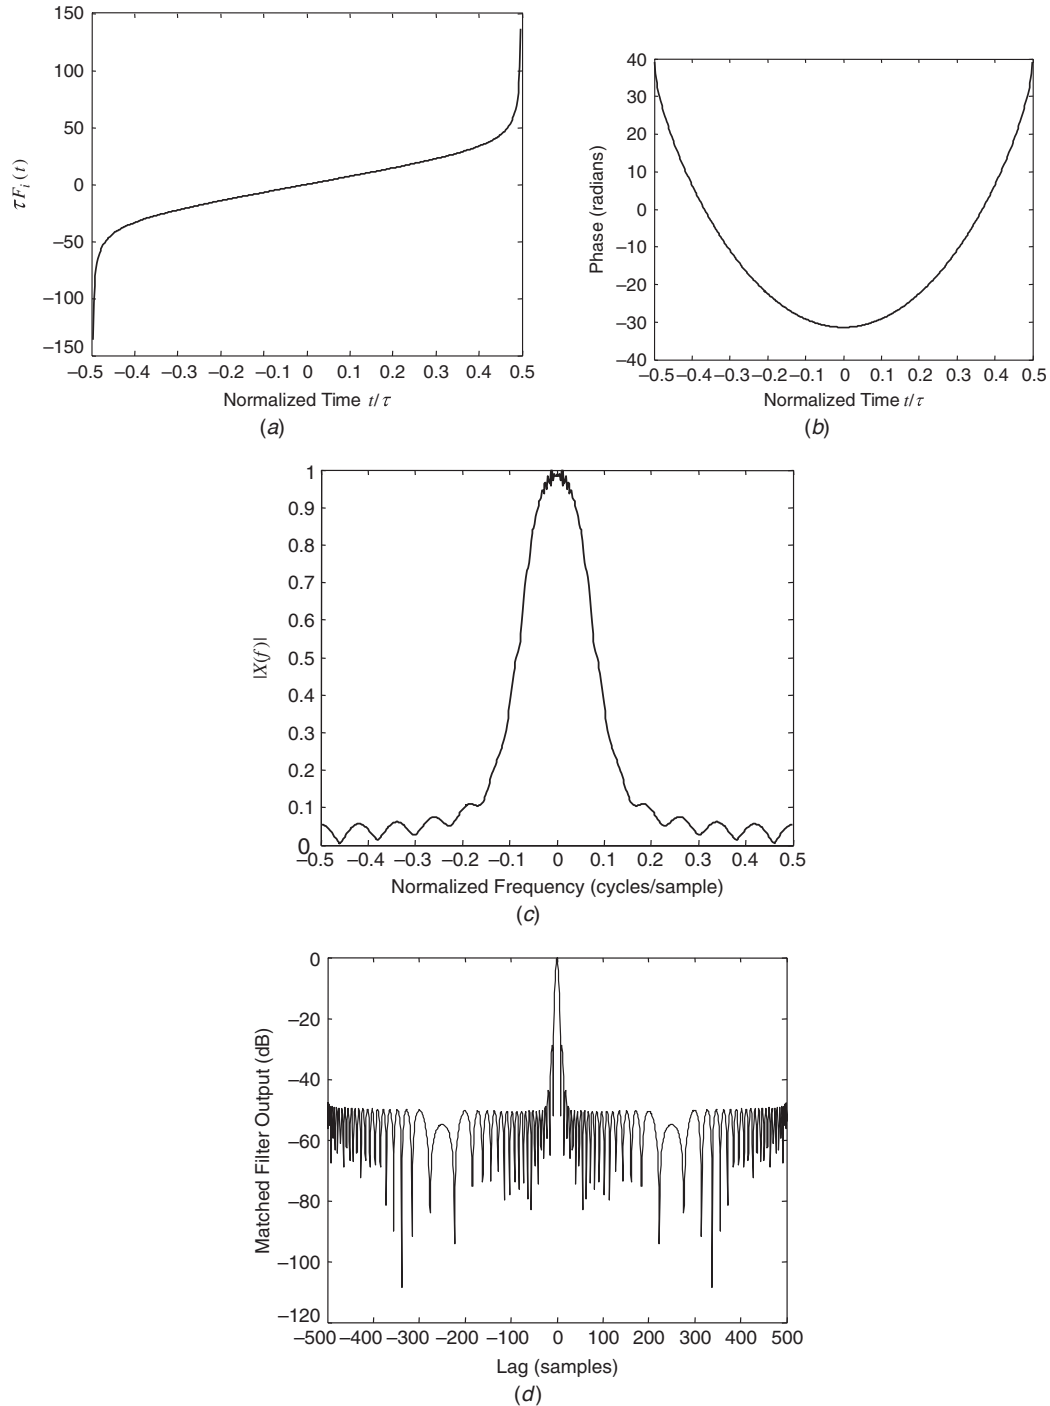 150
100
50
0
−50
−100
−150
τFᵢ(t)
−0.5 −0.4 −0.3 −0.2 −0.1 0 0.1 0.2 0.3 0.4 0.5
Normalized Time t/τ
(a)
40
30
20
10
0
−10
−20
−30
−40
Phase (radians)
−0.5−0.4−0.3−0.2−0.1 0 0.1 0.2 0.3 0.4 0.5
Normalized Time t/τ
(b)
1
0.9
0.8
0.7
0.6
0.5
0.4
0.3
0.2
0.1
0
|X(f)|
−0.5 −0.4 −0.3 −0.2 −0.1 0 0.1 0.2 0.3 0.4 0.5
Normalized Frequency (cycles/sample)
(c)
0
−20
−40
−60
−80
−100
−120
Matched Filter Output (dB)
−500 −400 −300 −200 −100 0 100 200 300 400 500
Lag (samples)
(d)